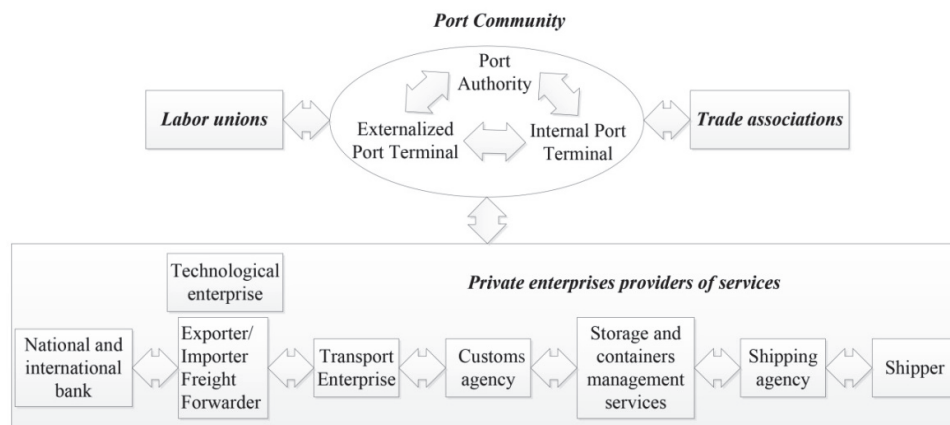 Port Community
Port
Authority
Labor unions
Externalized
Port Terminal
Internal Port
Terminal
Trade associations
Technological
enterprise
Private enterprises providers of services
National and
international
bank
Exporter/
Importer
Freight
Forwarder
Transport
Enterprise
Customs
agency
Storage and
containers
management
services
Shipping
agency
Shipper